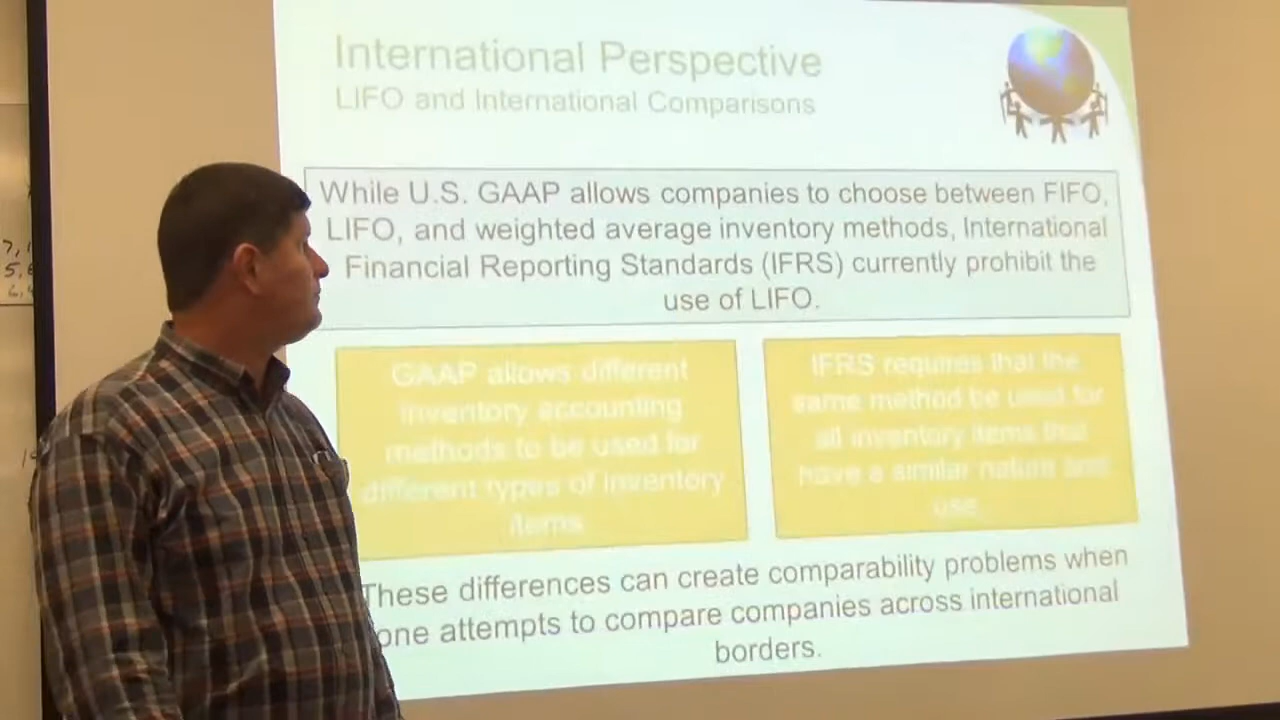 International Perspective
LIFO and International Comparisons
While U.S. GAAP allows companies to choose between FIFO,
LIFO, and weighted average inventory methods, International
Financial Reporting Standards (IFRS) currently prohibit the
use of LIFO.
GAAP allows different
inventory accounting
methods to be used for
different types of inventory
items
IFRS requires that the
same method be used for
all inventory items that
have a similar nature and
use
These differences can create comparability problems when
one attempts to compare companies across international
borders.